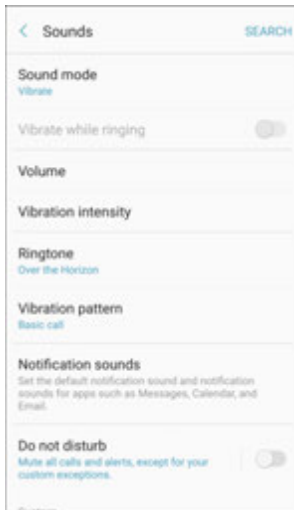 Sounds SEARCH
Sound mode
Vibrate
Vibrate while ringing
Volume
Vibration intensity
Ringtone
Over the Horizon
Vibration pattern
Basic call
Notification sounds
Set the default notification sound and notification
sounds for apps such as Messages, Calendar, and
Email.
Do not disturb
Mute all calls and alerts, except for your
custom exceptions.